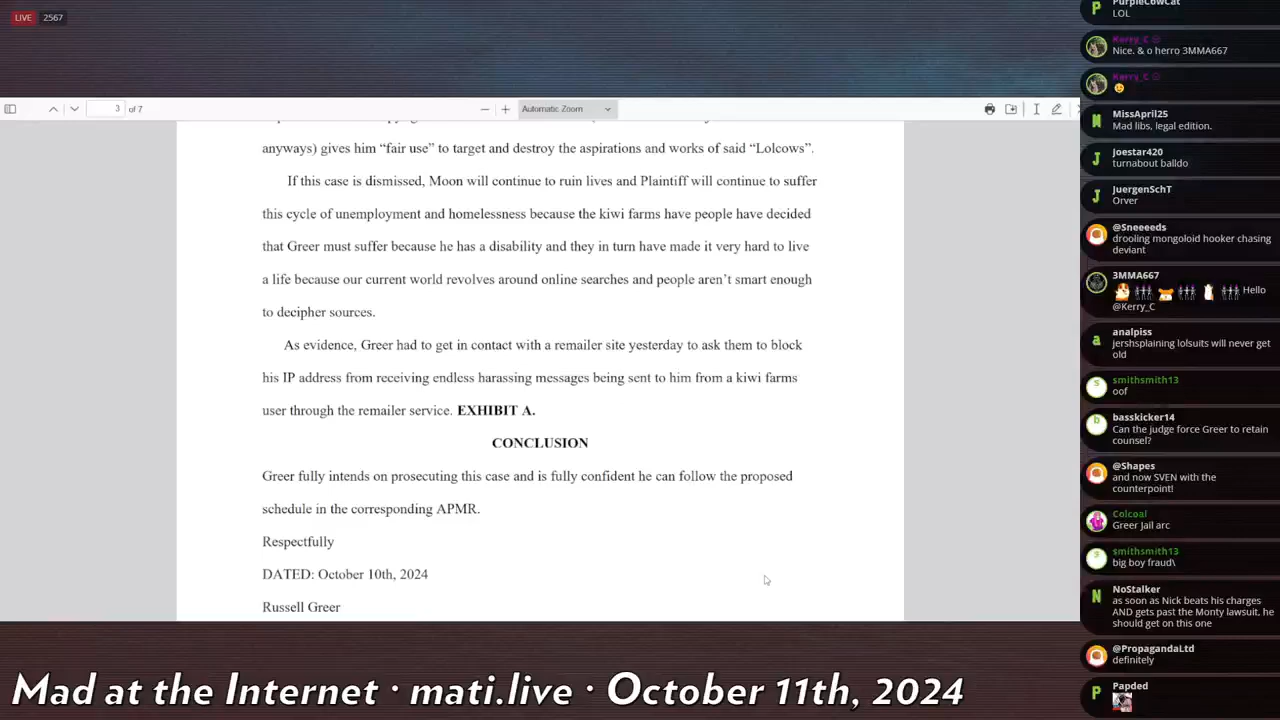 LIVE 2567
3 of 7
Automatic Zoom
anyways) gives him “fair use” to target and destroy the aspirations and works of said “Lolcows”.
If this case is dismissed, Moon will continue to ruin lives and Plaintiff will continue to suffer
this cycle of unemployment and homelessness because the kiwi farms have people have decided
that Greer must suffer because he has a disability and they in turn have made it very hard to live
a life because our current world revolves around online searches and people aren’t smart enough
to decipher sources.
As evidence, Greer had to get in contact with a remailer site yesterday to ask them to block
his IP address from receiving endless harassing messages being sent to him from a kiwi farms
user through the remailer service. EXHIBIT A.
CONCLUSION
Greer fully intends on prosecuting this case and is fully confident he can follow the proposed
schedule in the corresponding APMR.
Respectfully
DATED: October 10th, 2024
Russell Greer
PurpleCowCat
LOL
Kerry_C
Nice. & o herro 3MMA667
Kerry_C
MissApril25
Mad libs, legal edition.
Joestar420
turnabout balldo
JuergenSchT
Orver
@Sneeeds
drooling mongoloid hooker chasing
deviant
3MMA667
Hello
@Kerry_C
analpiss
jershsplaining lolsuits will never get
old
smithsmith13
oof
basskicker14
Can the judge force Greer to retain
counsel?
@Shapes
and now SVEN with the
counterpoint!
Colcoal
Greer Jail arc
smithsmith13
big boy fraud\
NoStalker
as soon as Nick beats his charges
AND gets past the Monty lawsuit, he
should get on this one
@PropagandaLtd
definitely
Papded
Mad at the Internet · mati.live · October 11th, 2024